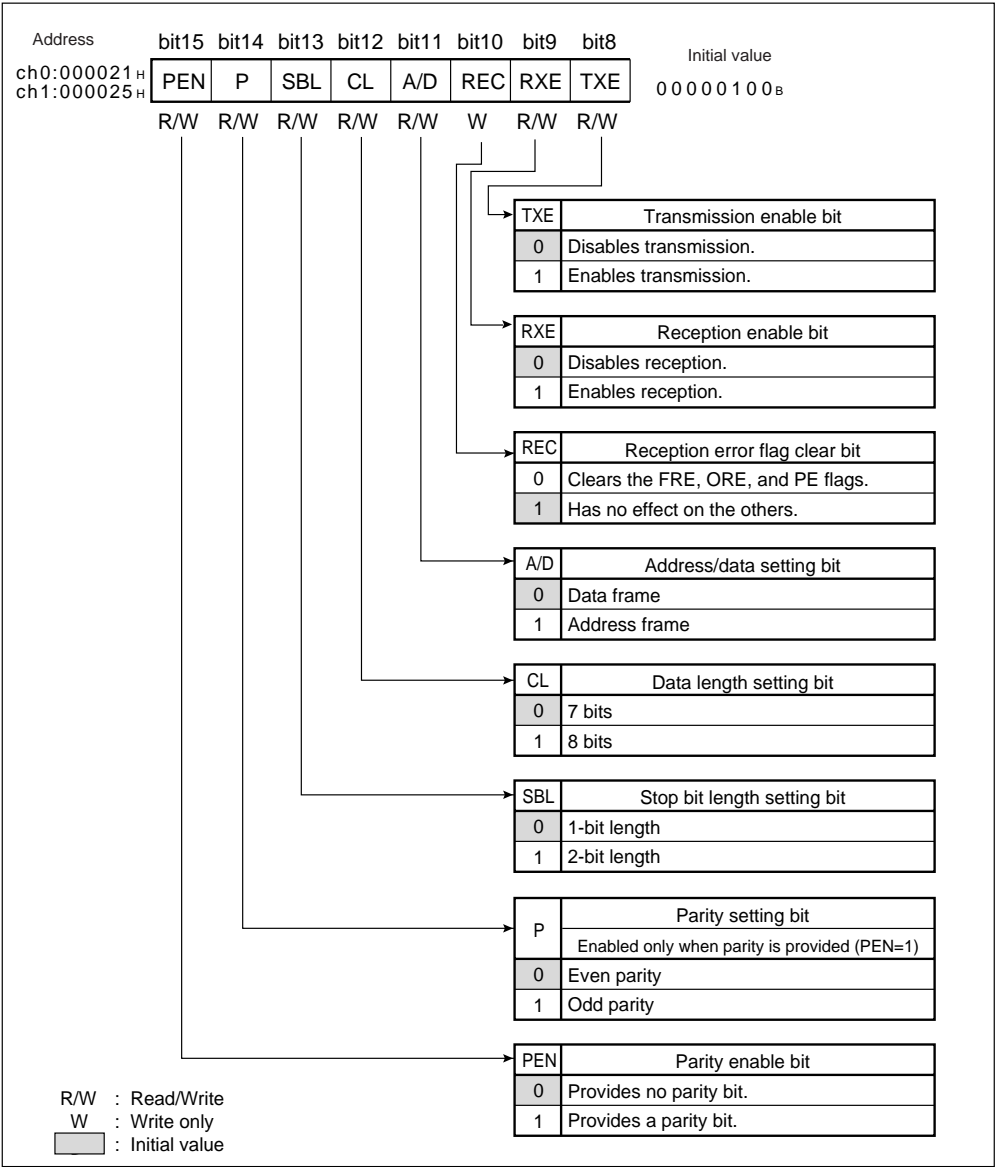 Address bit15 bit14 bit13 bit12 bit11 bit10 bit9 bit8 Initial value
ch0:000021H
ch1:000025H
PEN P SBL CL A/D REC RXE TXE 00000100B
R/W R/W R/W R/W R/W W R/W R/W
TXE Transmission enable bit
0 Disables transmission.
1 Enables transmission.
RXE Reception enable bit
0 Disables reception.
1 Enables reception.
REC Reception error flag clear bit
0 Clears the FRE, ORE, and PE flags.
1 Has no effect on the others.
A/D Address/data setting bit
0 Data frame
1 Address frame
CL Data length setting bit
0 7 bits
1 8 bits
SBL Stop bit length setting bit
0 1-bit length
1 2-bit length
P Parity setting bit
Enabled only when parity is provided (PEN=1)
0 Even parity
1 Odd parity
PEN Parity enable bit
0 Provides no parity bit.
1 Provides a parity bit.
R/W : Read/Write
W : Write only
: Initial value